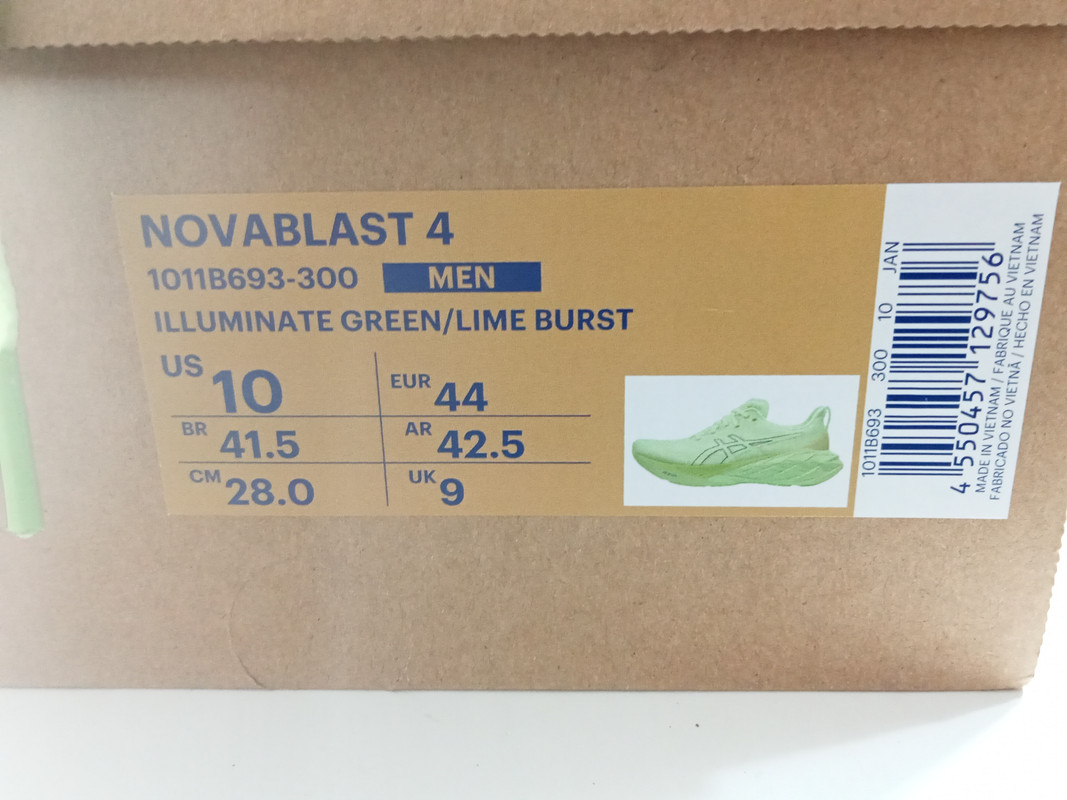 NOVABLAST 4
1011B693-300 MEN
ILLUMINATE GREEN/LIME BURST
US 10 EUR 44
BR 41.5 AR 42.5
CM 28.0 UK 9
1011B693 300 10 JAN
4 550457 129756
MADE IN VIETNAM / FABRIQUE AU VIETNAM
FABRICADO NO VIETNÃ / HECHO EN VIETNAM